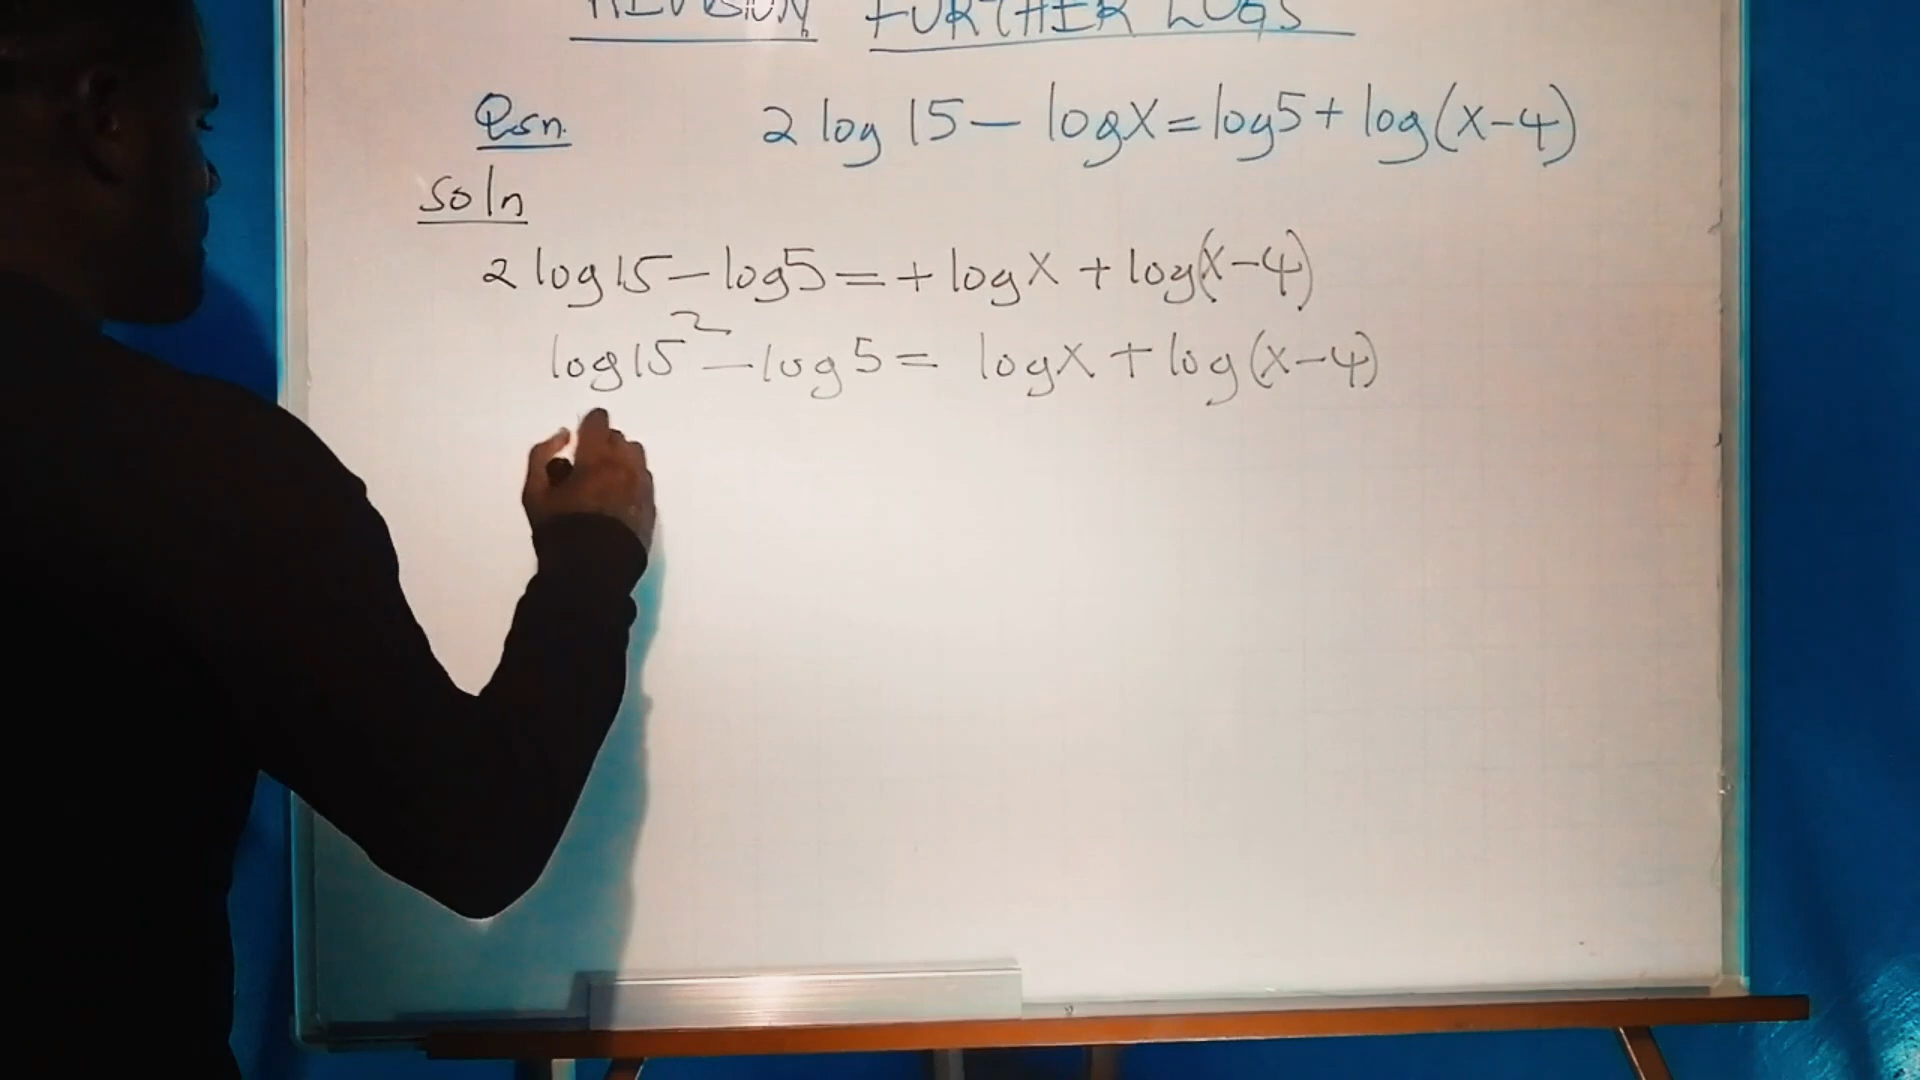 REVISION FURTHER LOGS
Qsn. 2 log 15 - log x = log 5 + log (x-4)
Soln
2 log 15 - log 5 = + log x + log (x-4)
log 15² - log 5 = log x + log (x-4)